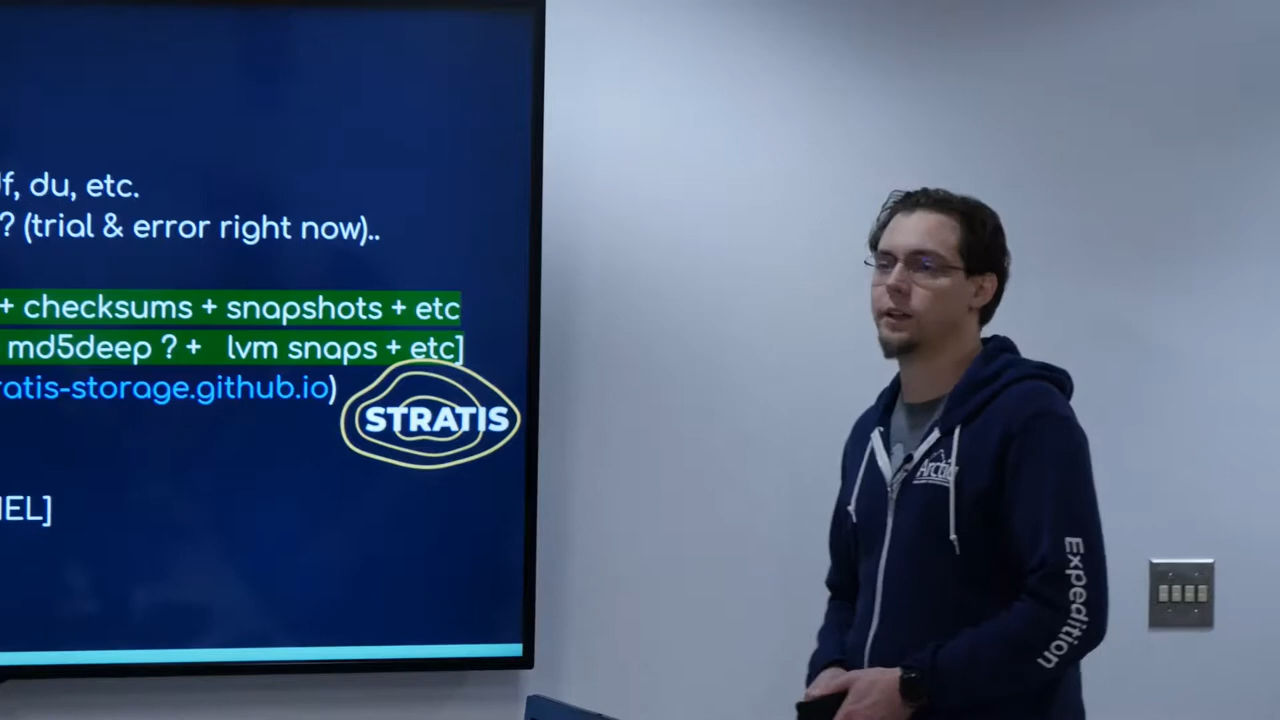 f, du, etc.
? (trial & error right now)..
+ checksums + snapshots + etc
md5deep ? + lvm snaps + etc]
ratis-storage.github.io)
STRATIS
HEL]
Arctic
Expedition